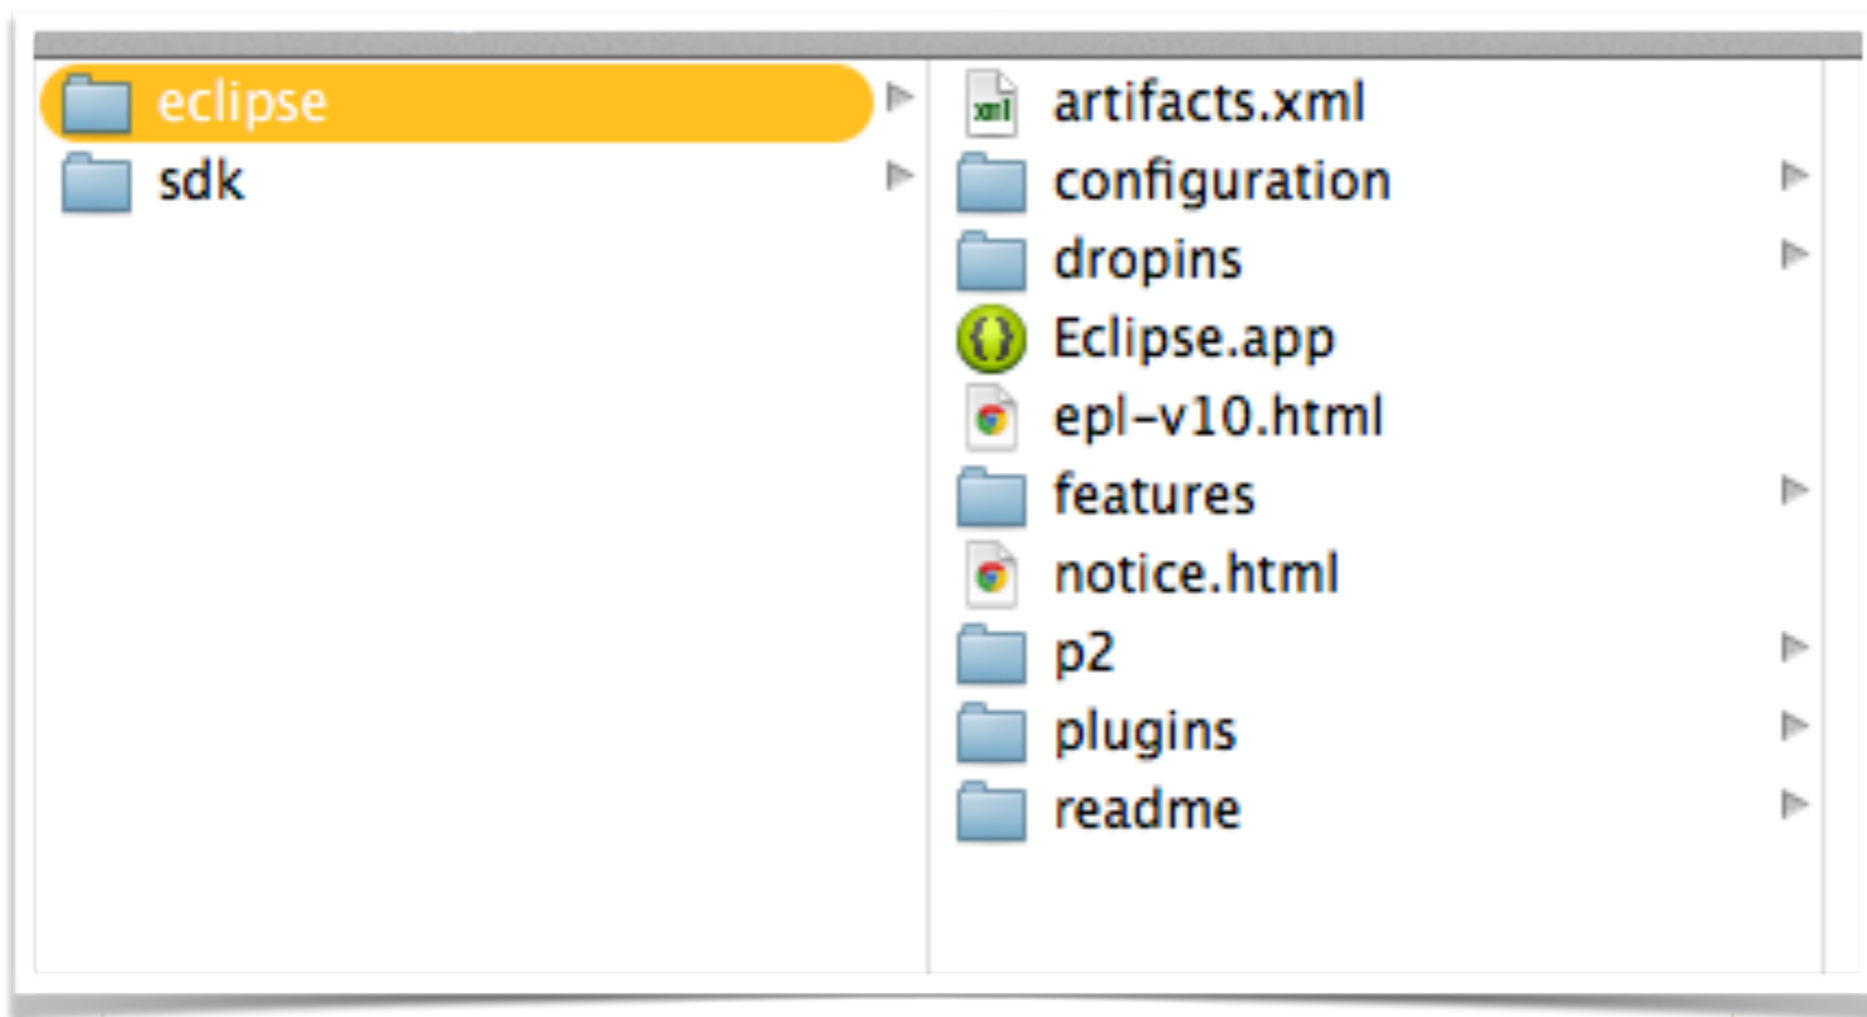 eclipse
sdk
artifacts.xml
configuration
dropins
Eclipse.app
epl-v10.html
features
notice.html
p2
plugins
readme